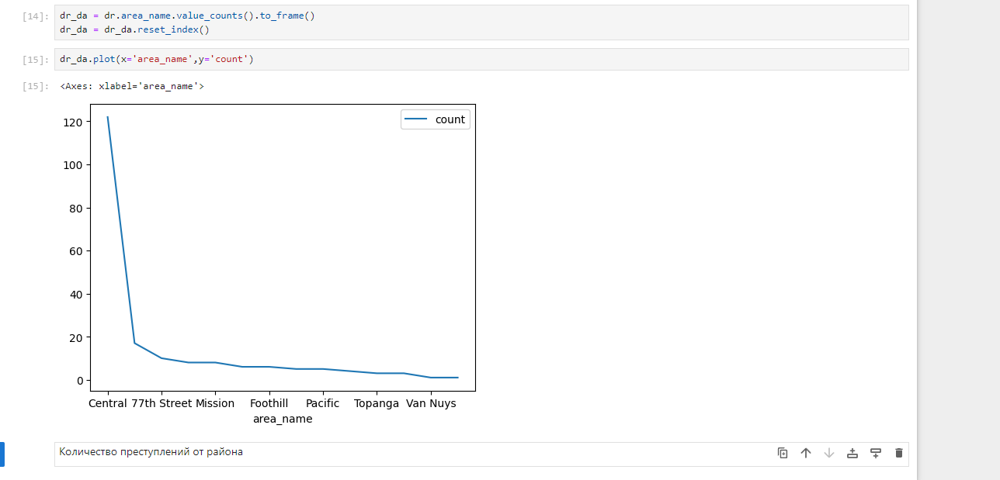 [14]: dr_da = dr.area_name.value_counts().to_frame()
dr_da = dr_da.reset_index()
[15]: dr_da.plot(x='area_name',y='count')
[15]: <Axes: xlabel='area_name'>
count
120
100
80
60
40
20
0
Central 77th Street Mission Foothill Pacific Topanga Van Nuys
area_name
Количество преступлений от района